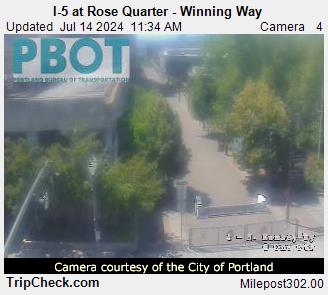 I-5 at Rose Quarter - Winning Way
Updated Jul 14 2024 11:34 AM Camera 4
PBOT
PORTLAND BUREAU OF TRANSPORTATION
Camera courtesy of the City of Portland
TripCheck.com Milepost302.00